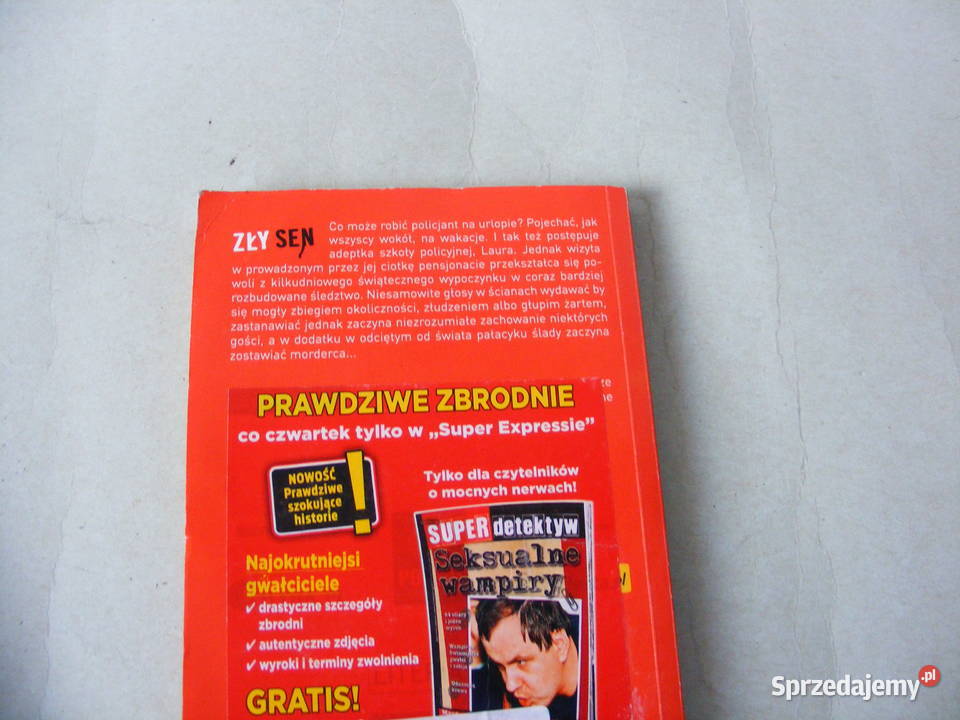 ZŁY SEN
Co może robić policjant na urlopie? Pojechać, jak
wszyscy wokół, na wakacje. I tak też postępuje
adeptka szkoły policyjnej, Laura. Jednak wizyta
w prowadzonym przez jej ciotkę pensjonacie przekształca się po-
woli z kilkudniowego świątecznego wypoczynku w coraz bardziej
rozbudowane śledztwo. Niesamowite głosy w ścianach wydawać by
się mogły zbiegiem okoliczności, złudzeniem albo głupim żartem,
zastanawiać jednak zaczyna niezrozumiałe zachowanie niektórych
gości, a w dodatku w odciętym od świata pałacyku ślady zaczyna
zostawiać morderca...
PRAWDZIWE ZBRODNIE
co czwartek tylko w „Super Expressie”
NOWOŚĆ
Prawdziwe
szokujące
historie
!
Tylko dla czytelników
o mocnych nerwach!
SUPER detektyw
Seksualne
wampiry
Najokrutniejsi
gwałciciele
✓ drastyczne szczegóły
zbrodni
✓ autentyczne zdjęcia
✓ wyroki i terminy zwolnienia
GRATIS!
Sprzedajemy.pl